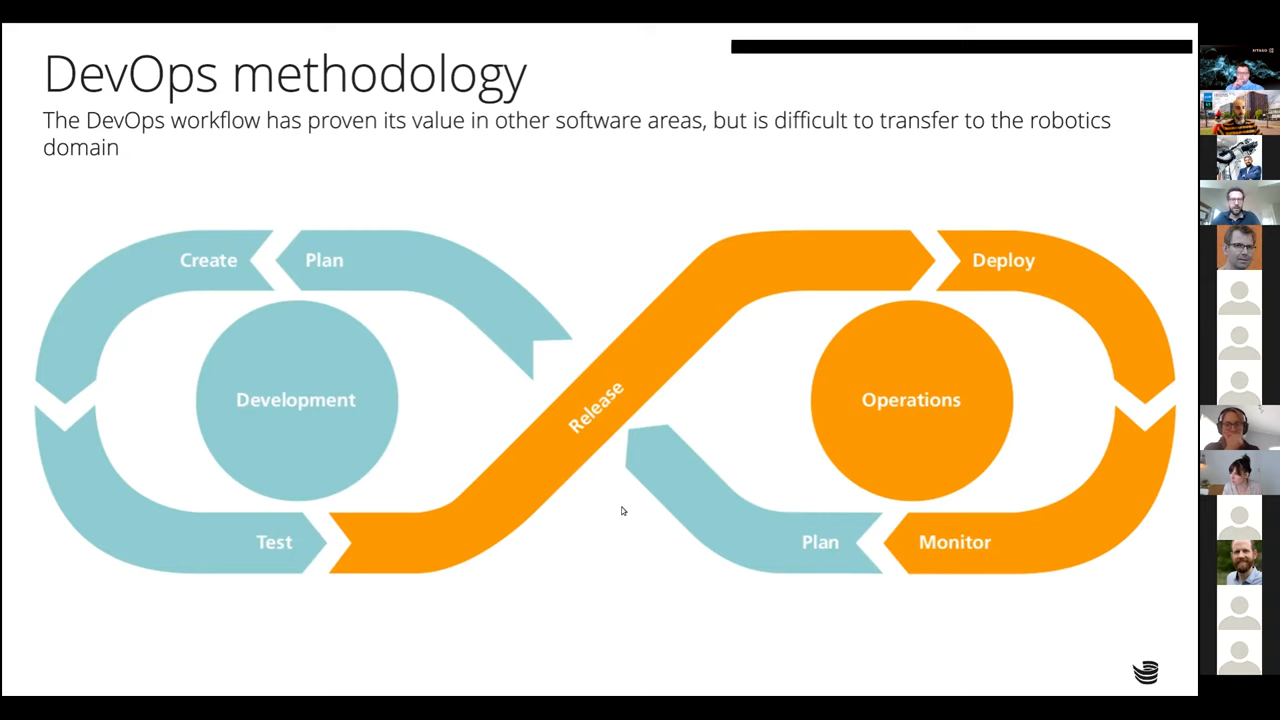 DevOps methodology
The DevOps workflow has proven its value in other software areas, but is difficult to transfer to the robotics
domain
Create
Plan
Deploy
Development
Release
Operations
Test
Plan
Monitor